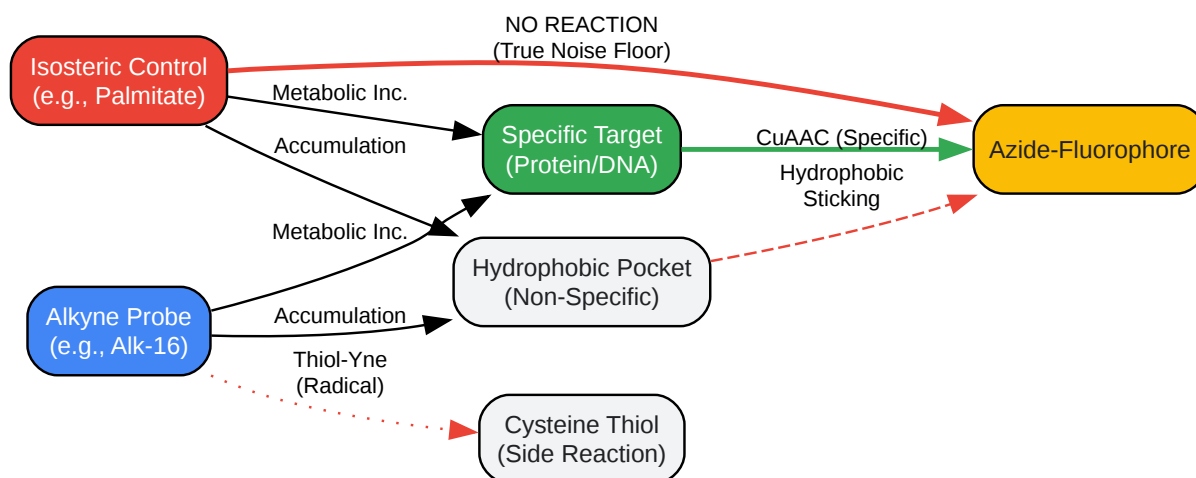 NO REACTION
(True Noise Floor)
Isosteric Control
(e.g., Palmitate)
Metabolic Inc.
Accumulation
Specific Target
(Protein/DNA)
CuAAC (Specific)
Azide-Fluorophore
Hydrophobic
Sticking
Metabolic Inc.
Hydrophobic Pocket
(Non-Specific)
Alkyne Probe
(e.g., Alk-16)
Accumulation
Thiol-Yne
(Radical)
Cysteine Thiol
(Side Reaction)